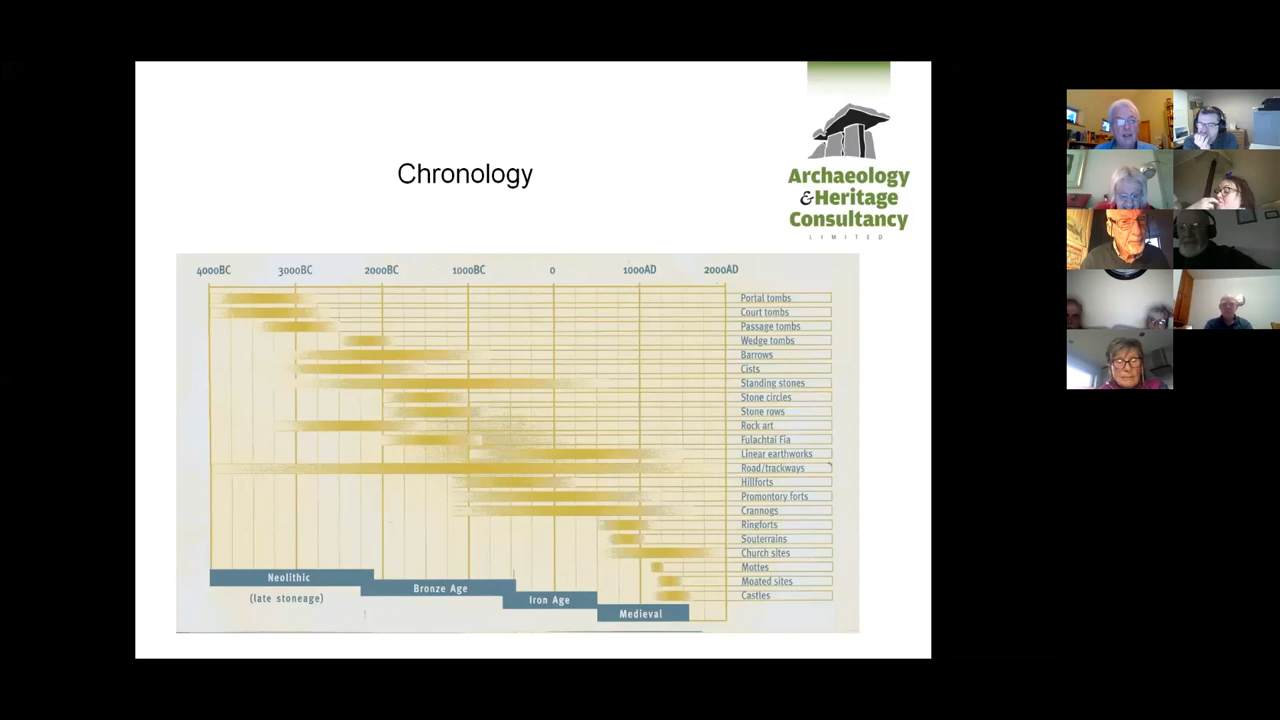 Chronology
Archaeology
& Heritage
Consultancy
LIMITED
4000BC 3000BC 2000BC 1000BC 0 1000AD 2000AD
Portal tombs
Court tombs
Passage tombs
Wedge tombs
Barrows
Cists
Standing stones
Stone circles
Stone rows
Rock art
Fulachtai Fia
Linear earthworks
Road/trackways
Hillforts
Promontory forts
Crannogs
Ringforts
Souterrains
Church sites
Mottes
Moated sites
Castles
Neolithic
(late stoneage)
Bronze Age
Iron Age
Medieval